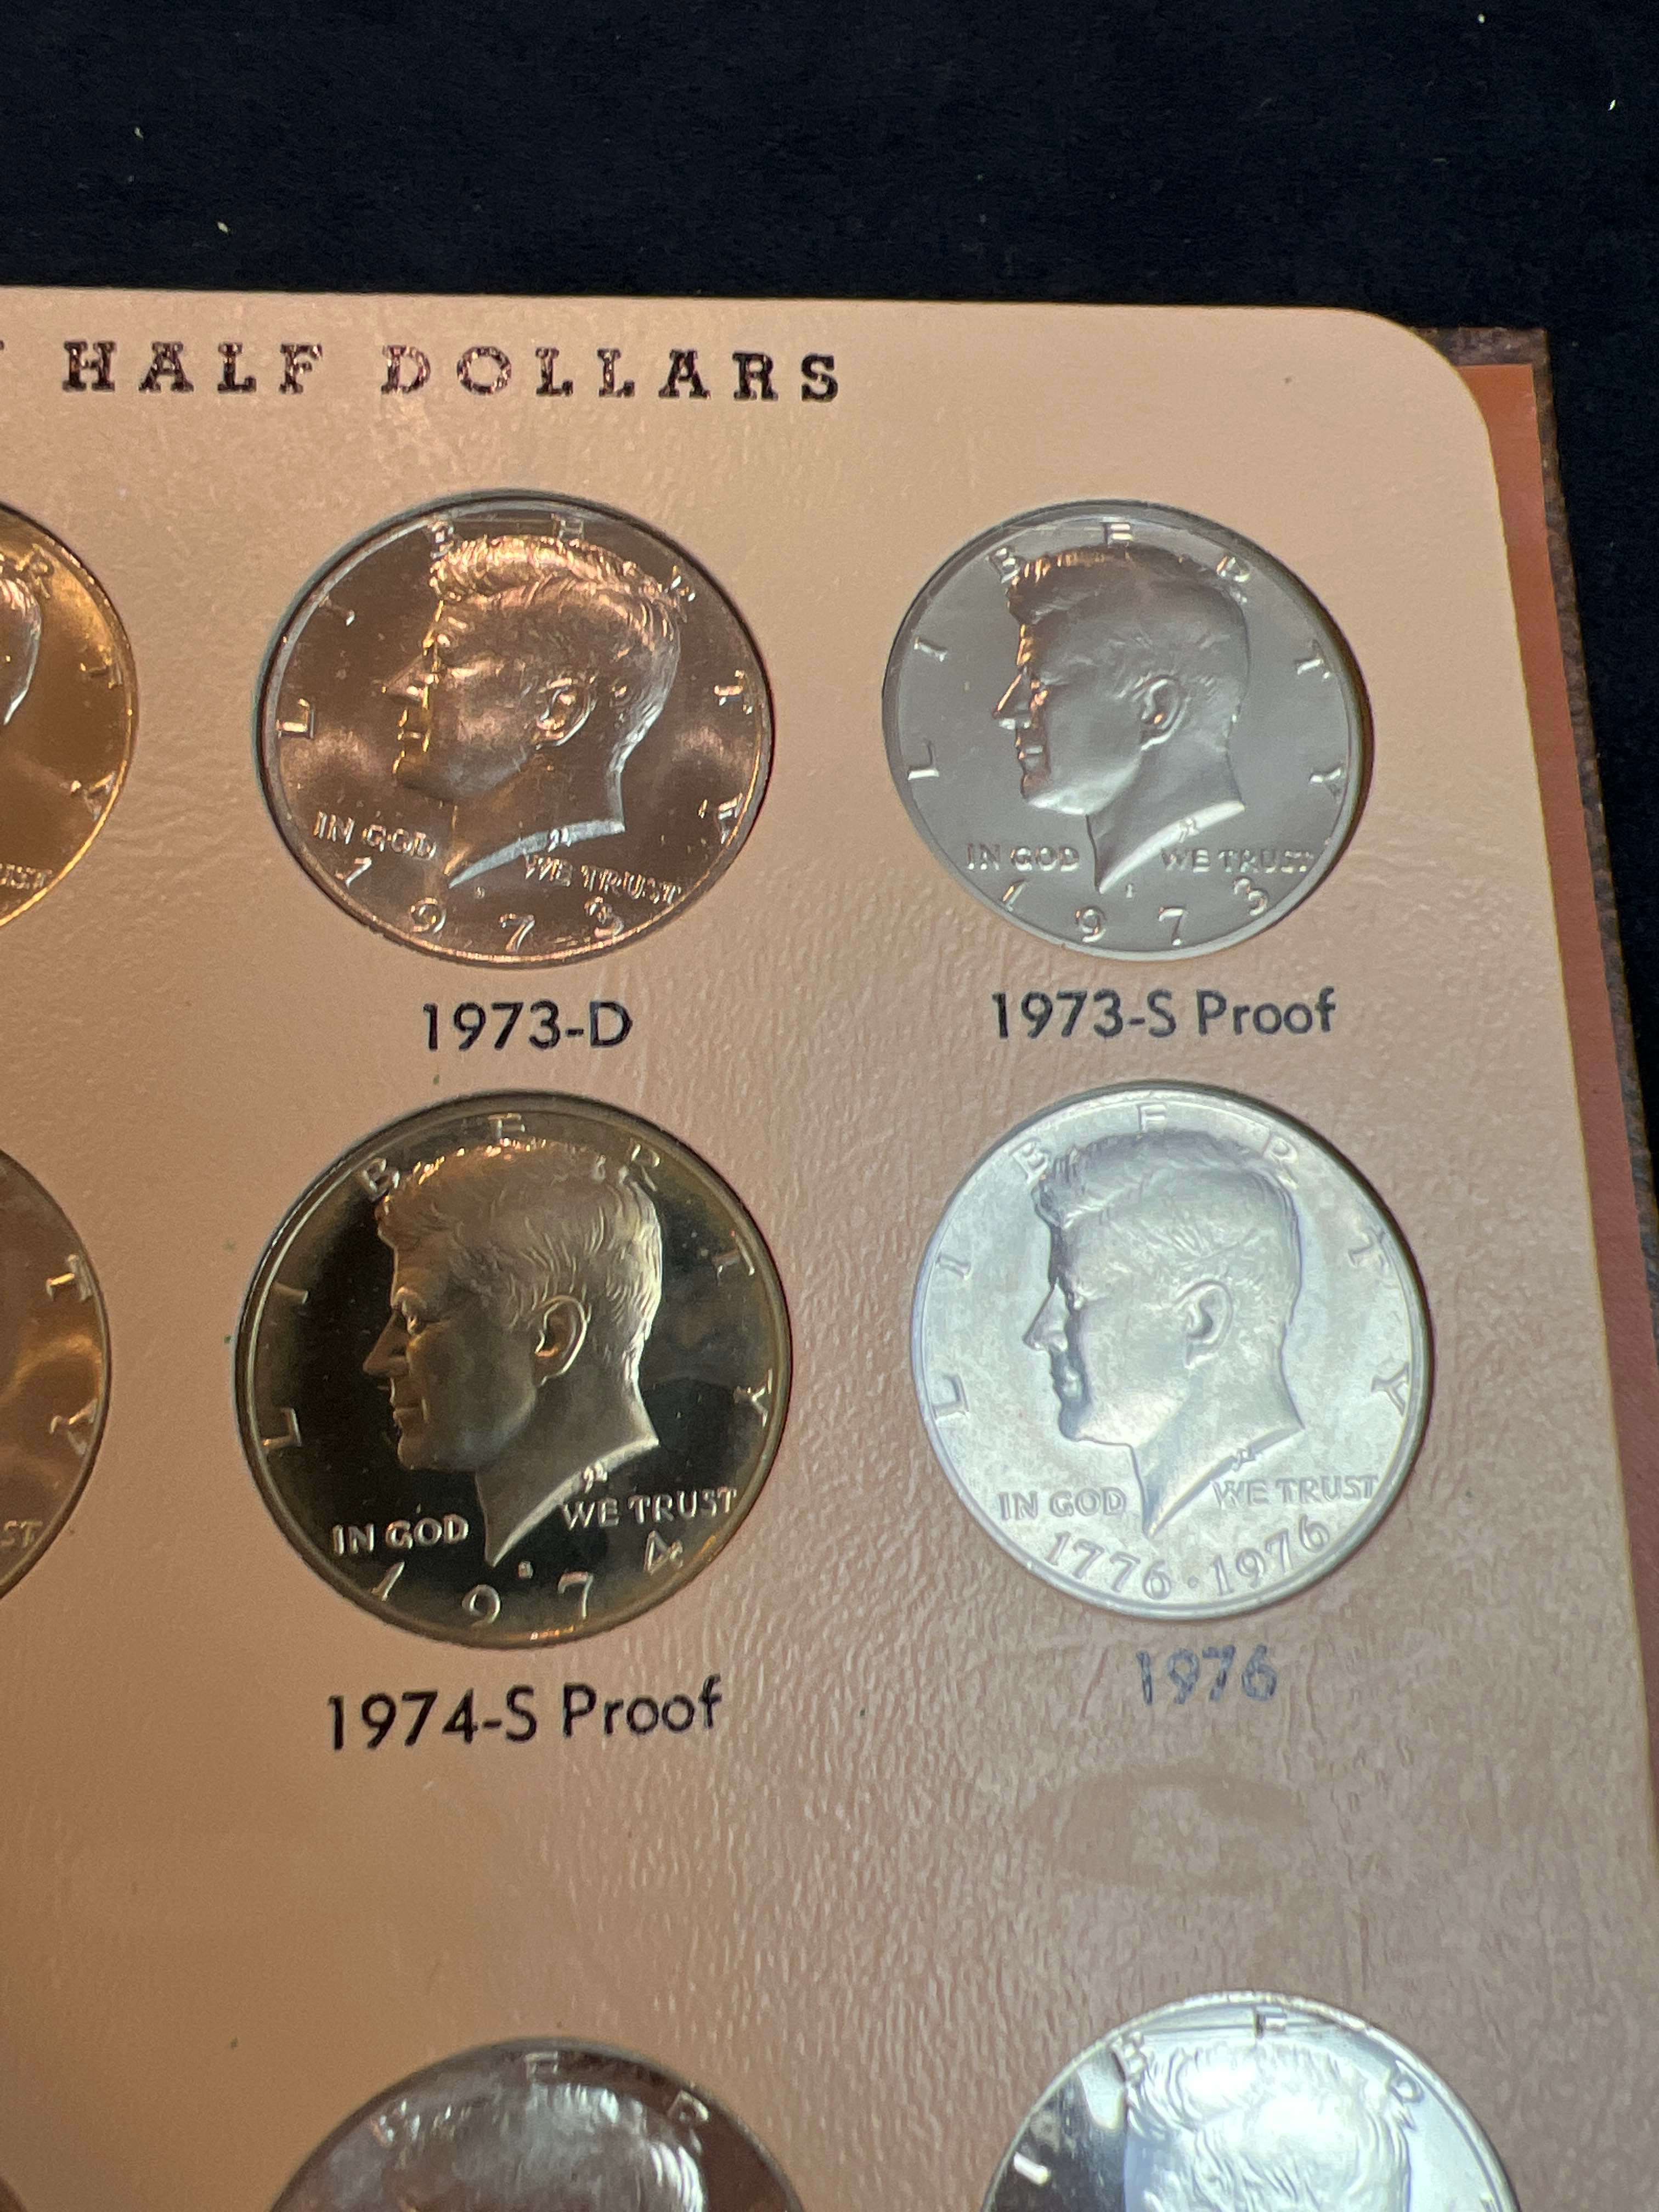 HALF DOLLARS
LIBERTY
IN GOD WE TRUST
1973
1973-D
LIBERTY
IN GOD WE TRUST
1973
1973-S Proof
LIBERTY
IN GOD WE TRUST
S
1974
1974-S Proof
LIBERTY
IN GOD WE TRUST
1776·1976
1976